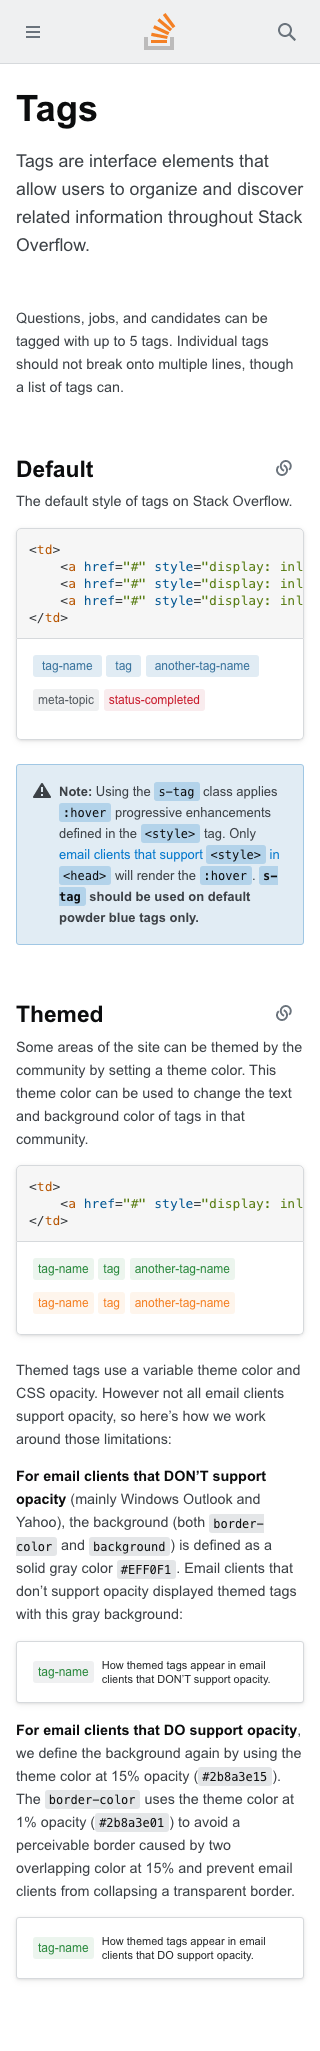 Tags
Tags are interface elements that
allow users to organize and discover
related information throughout Stack
Overflow.
Questions, jobs, and candidates can be
tagged with up to 5 tags. Individual tags
should not break onto multiple lines, though
a list of tags can.
Default
The default style of tags on Stack Overflow.
<td>
<a href="#" style="display: inl
<a href="#" style="display: inl
<a href="#" style="display: inl
</td>
tag-name tag another-tag-name
meta-topic status-completed
Note: Using the s-tag class applies
:hover progressive enhancements
defined in the <style> tag. Only
email clients that support <style> in
<head> will render the :hover . s-
tag should be used on default
powder blue tags only.
Themed
Some areas of the site can be themed by the
community by setting a theme color. This
theme color can be used to change the text
and background color of tags in that
community.
<td>
<a href="#" style="display: inl
</td>
tag-name tag another-tag-name
tag-name tag another-tag-name
Themed tags use a variable theme color and
CSS opacity. However not all email clients
support opacity, so here’s how we work
around those limitations:
For email clients that DON’T support
opacity (mainly Windows Outlook and
Yahoo), the background (both border-
color and background ) is defined as a
solid gray color #EFF0F1 . Email clients that
don’t support opacity displayed themed tags
with this gray background:
tag-name How themed tags appear in email
clients that DON’T support opacity.
For email clients that DO support opacity,
we define the background again by using the
theme color at 15% opacity ( #2b8a3e15 ).
The border-color uses the theme color at
1% opacity ( #2b8a3e01 ) to avoid a
perceivable border caused by two
overlapping color at 15% and prevent email
clients from collapsing a transparent border.
tag-name How themed tags appear in email
clients that DO support opacity.